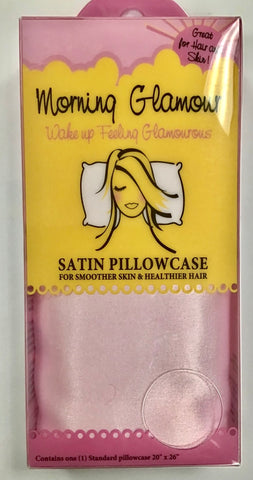 Great
for Hair and
Skin!
Morning Glamour
Wake up Feeling Glamourous
SATIN PILLOWCASE
FOR SMOOTHER SKIN & HEALTHIER HAIR
Contains one (1) Standard pillowcase 20" x 26"